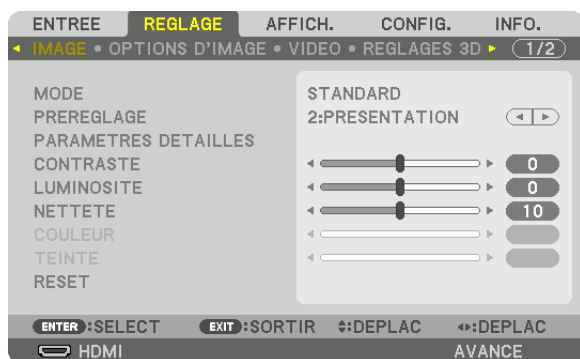 ENTREE REGLAGE AFFICH. CONFIG. INFO.
IMAGE • OPTIONS D'IMAGE • VIDEO • REGLAGES 3D 1/2
MODE STANDARD
PREREGLAGE 2:PRESENTATION
PARAMETRES DETAILLES
CONTRASTE 0
LUMINOSITE 0
NETTETE 10
COULEUR
TEINTE
RESET
ENTER :SELECT EXIT :SORTIR :DEPLAC :DEPLAC
HDMI AVANCE